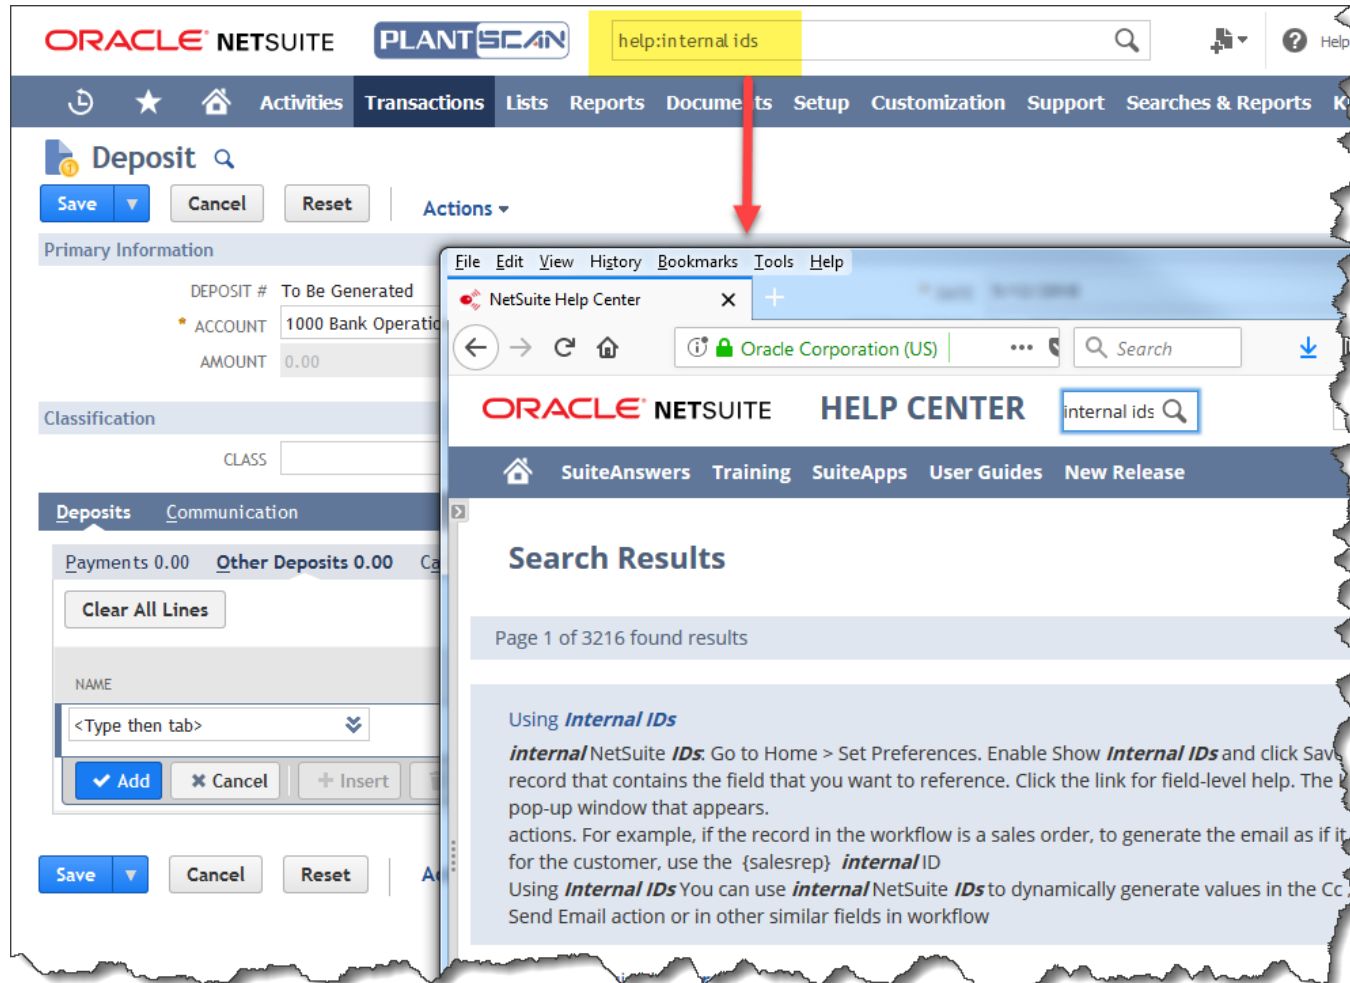 ORACLE NETSUITE PLANTSCAN help:internal ids Help
Activities Transactions Lists Reports Documents Setup Customization Support Searches & Reports K
Deposit
Save Cancel Reset Actions
Primary Information
DEPOSIT # To Be Generated
* ACCOUNT 1000 Bank Operatio
AMOUNT 0.00
Classification
CLASS
Deposits Communication
Payments 0.00 Other Deposits 0.00 Ca
Clear All Lines
NAME
<Type then tab>
Add Cancel Insert
Save Cancel Reset Ac
File Edit View History Bookmarks Tools Help
NetSuite Help Center
Oracle Corporation (US) Search
ORACLE NETSUITE HELP CENTER internal ids
SuiteAnswers Training SuiteApps User Guides New Release
Search Results
Page 1 of 3216 found results
Using Internal IDs
internal NetSuite IDs: Go to Home > Set Preferences. Enable Show Internal IDs and click Save
record that contains the field that you want to reference. Click the link for field-level help. The
pop-up window that appears.
actions. For example, if the record in the workflow is a sales order, to generate the email as if it
for the customer, use the {salesrep} internal ID
Using Internal IDs You can use internal NetSuite IDs to dynamically generate values in the Cc
Send Email action or in other similar fields in workflow